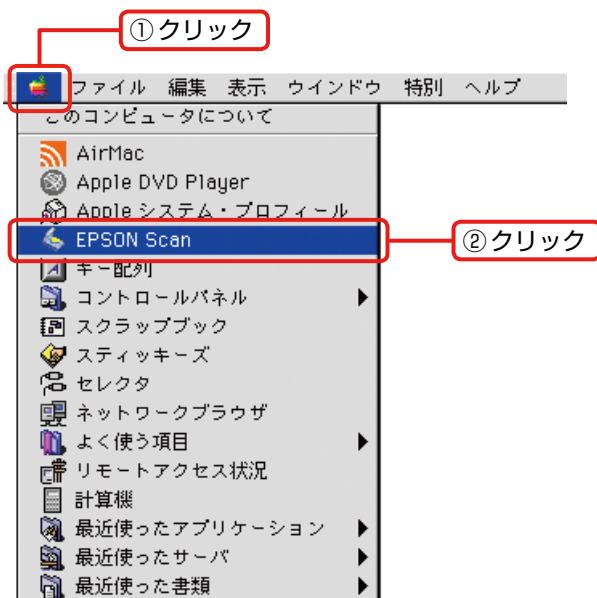 ①クリック
ファイル 編集 表示 ウインドウ 特別 ヘルプ
このコンピュータについて
AirMac
Apple DVD Player
Apple システム・プロフィール
EPSON Scan
②クリック
キー配列
コントロールパネル
スクラップブック
スティッキーズ
セレクタ
ネットワークブラウザ
よく使う項目
リモートアクセス状況
計算機
最近使ったアプリケーション
最近使ったサーバ
最近使った書類